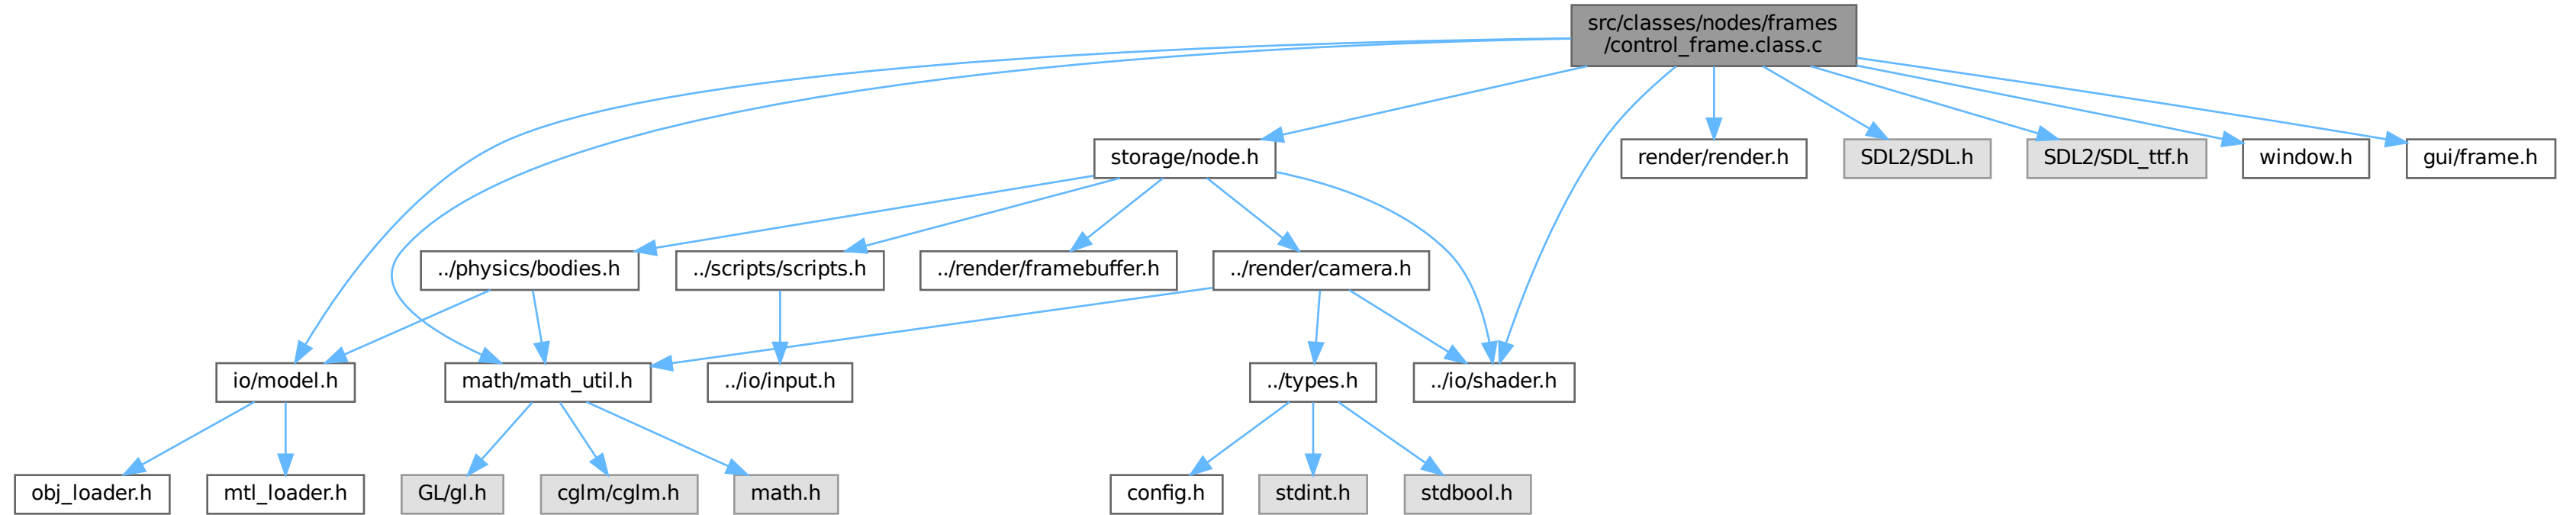 src/classes/nodes/frames
/control_frame.class.c
storage/node.h
render/render.h
SDL2/SDL.h
SDL2/SDL_ttf.h
window.h
gui/frame.h
../physics/bodies.h
../scripts/scripts.h
../render/framebuffer.h
../render/camera.h
io/model.h
math/math_util.h
../io/input.h
../types.h
../io/shader.h
obj_loader.h
mtl_loader.h
GL/gl.h
cglm/cglm.h
math.h
config.h
stdint.h
stdbool.h